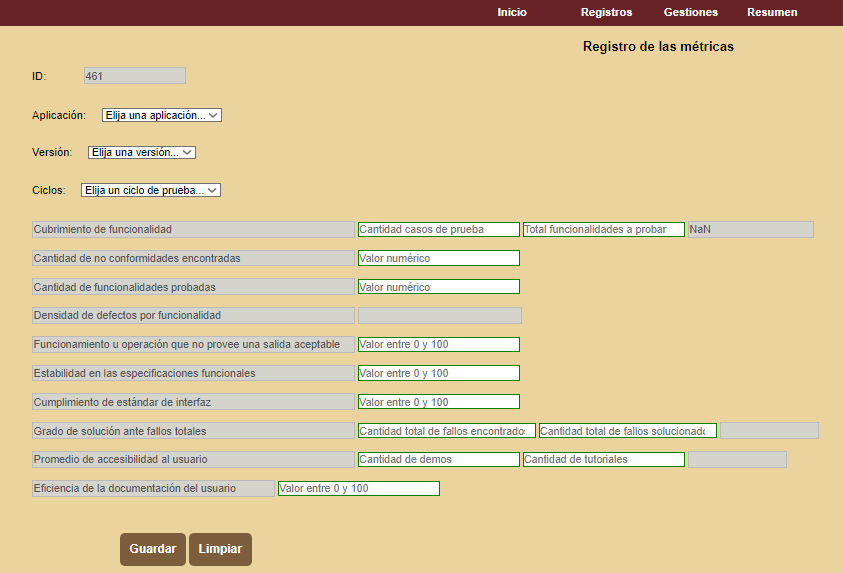 Inicio Registros Gestiones Resumen
Registro de las métricas
ID: 461
Aplicación: Elija una aplicación...
Versión: Elija una versión...
Ciclos: Elija un ciclo de prueba...
Cubrimiento de funcionalidad Cantidad casos de prueba Total funcionalidades a probar NaN
Cantidad de no conformidades encontradas Valor numérico
Cantidad de funcionalidades probadas Valor numérico
Densidad de defectos por funcionalidad
Funcionamiento u operación que no provee una salida aceptable Valor entre 0 y 100
Estabilidad en las especificaciones funcionales Valor entre 0 y 100
Cumplimiento de estándar de interfaz Valor entre 0 y 100
Grado de solución ante fallos totales Cantidad total de fallos encontrados Cantidad total de fallos solucionado
Promedio de accesibilidad al usuario Cantidad de demos Cantidad de tutoriales
Eficiencia de la documentación del usuario Valor entre 0 y 100
Guardar Limpiar